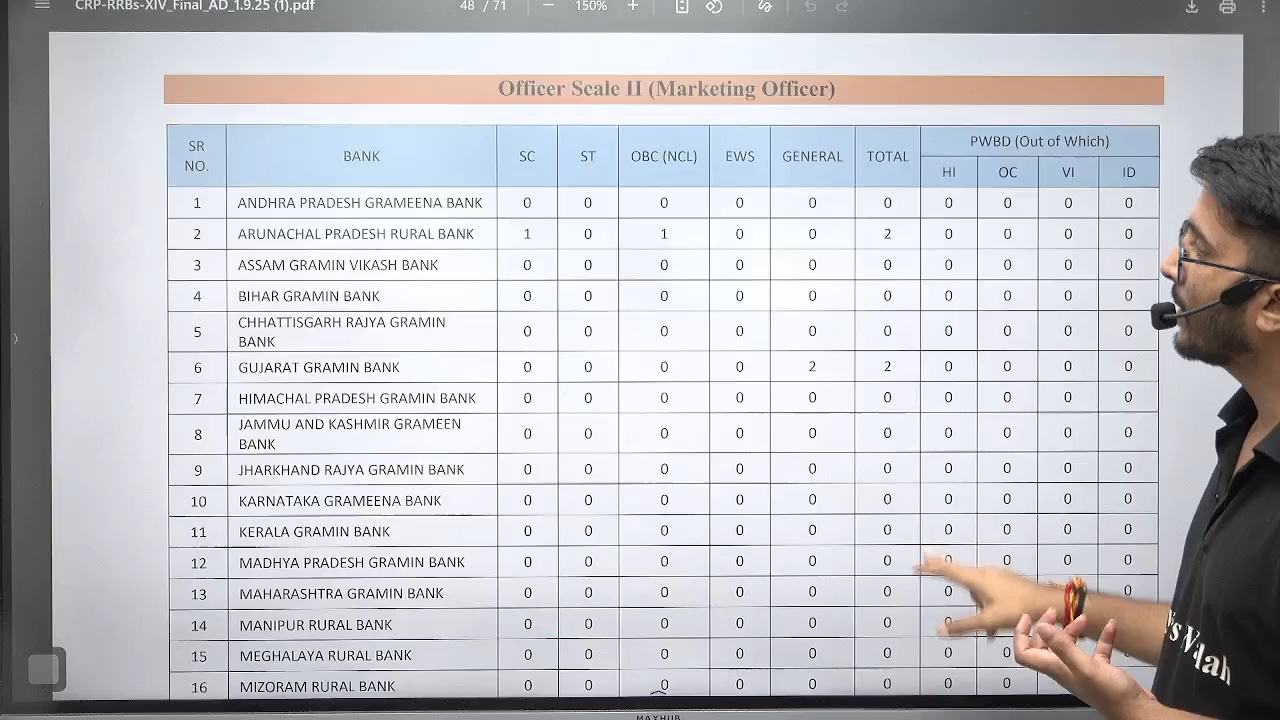 CRP-RRBs-XIV_Final_AD_1.9.25 (1).pdf 48 / 71 150%
Officer Scale II (Marketing Officer)
SR NO. BANK SC ST OBC (NCL) EWS GENERAL TOTAL PWBD (Out of Which)
HI OC VI ID
1 ANDHRA PRADESH GRAMEENA BANK 0 0 0 0 0 0 0 0 0 0
2 ARUNACHAL PRADESH RURAL BANK 1 0 1 0 0 2 0 0 0 0
3 ASSAM GRAMIN VIKASH BANK 0 0 0 0 0 0 0 0 0 0
4 BIHAR GRAMIN BANK 0 0 0 0 0 0 0 0 0 0
5 CHHATTISGARH RAJYA GRAMIN BANK 0 0 0 0 0 0 0 0 0 0
6 GUJARAT GRAMIN BANK 0 0 0 0 2 2 0 0 0 0
7 HIMACHAL PRADESH GRAMIN BANK 0 0 0 0 0 0 0 0 0 0
8 JAMMU AND KASHMIR GRAMEEN BANK 0 0 0 0 0 0 0 0 0 0
9 JHARKHAND RAJYA GRAMIN BANK 0 0 0 0 0 0 0 0 0 0
10 KARNATAKA GRAMEENA BANK 0 0 0 0 0 0 0 0 0 0
11 KERALA GRAMIN BANK 0 0 0 0 0 0 0 0 0 0
12 MADHYA PRADESH GRAMIN BANK 0 0 0 0 0 0 0 0 0 0
13 MAHARASHTRA GRAMIN BANK 0 0 0 0 0 0 0 0
14 MANIPUR RURAL BANK 0 0 0 0 0 0 0
15 MEGHALAYA RURAL BANK 0 0 0 0 0 0 0 0 0 0
16 MIZORAM RURAL BANK 0 0 0 0 0 0 0 0
MAXHUB